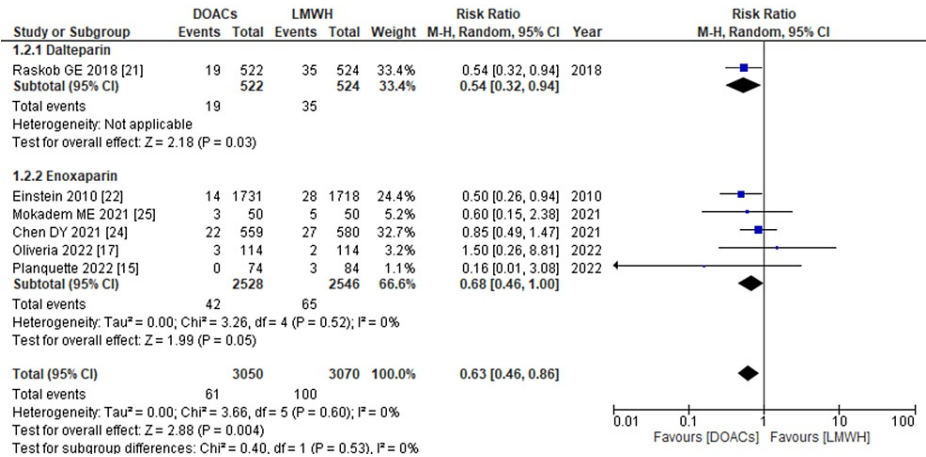 DOACs LMWH Risk Ratio Risk Ratio
Study or Subgroup Events Total Events Total Weight M-H, Random, 95% CI Year M-H, Random, 95% CI
1.2.1 Dalteparin
Raskob GE 2018 [21] 19 522 35 524 33.4% 0.54 [0.32, 0.94] 2018
Subtotal (95% CI) 522 524 33.4% 0.54 [0.32, 0.94]
Total events 19 35
Heterogeneity: Not applicable
Test for overall effect: Z = 2.18 (P = 0.03)
1.2.2 Enoxaparin
Einstein 2010 [22] 14 1731 28 1718 24.4% 0.50 [0.26, 0.94] 2010
Mokadem ME 2021 [25] 3 50 5 50 5.2% 0.60 [0.15, 2.38] 2021
Chen DY 2021 [24] 22 559 27 580 32.7% 0.85 [0.49, 1.47] 2021
Oliveria 2022 [17] 3 114 2 114 3.2% 1.50 [0.26, 8.81] 2022
Planquette 2022 [15] 0 74 3 84 1.1% 0.16 [0.01, 3.08] 2022
Subtotal (95% CI) 2528 2546 66.6% 0.68 [0.46, 1.00]
Total events 42 65
Heterogeneity: Tau² = 0.00; Chi² = 3.26, df = 4 (P = 0.52); I² = 0%
Test for overall effect: Z = 1.99 (P = 0.05)
Total (95% CI) 3050 3070 100.0% 0.63 [0.46, 0.86]
Total events 61 100
Heterogeneity: Tau² = 0.00; Chi² = 3.66, df = 5 (P = 0.60); I² = 0%
Test for overall effect: Z = 2.88 (P = 0.004)
Test for subgroup differences: Chi² = 0.40, df = 1 (P = 0.53), I² = 0%
0.01 0.1 1 10 100
Favours [DOACs] Favours [LMWH]